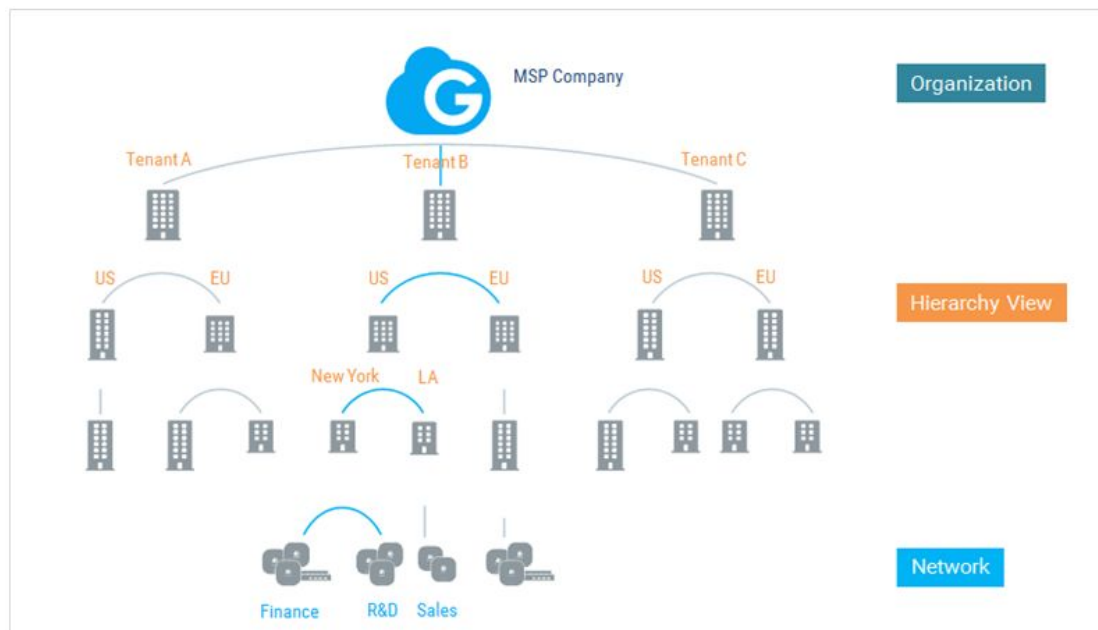 G
MSP Company
Organization
Tenant A
Tenant B
Tenant C
US
EU
US
EU
US
EU
Hierarchy View
New York
LA
Network
Finance
R&D
Sales